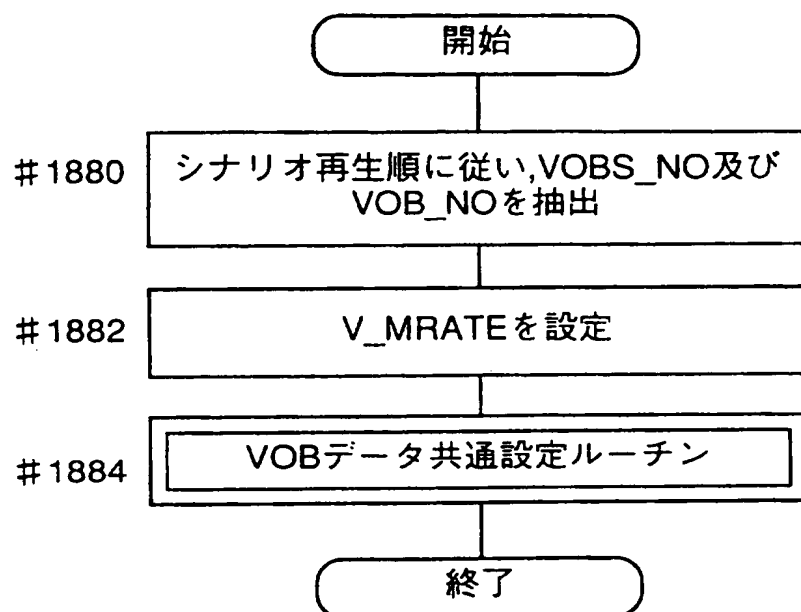 開始
#1880
シナリオ再生順に従い,VOBS_NO及び
VOB_NOを抽出
#1882
V_MRATEを設定
#1884
VOBデータ共通設定ルーチン
終了